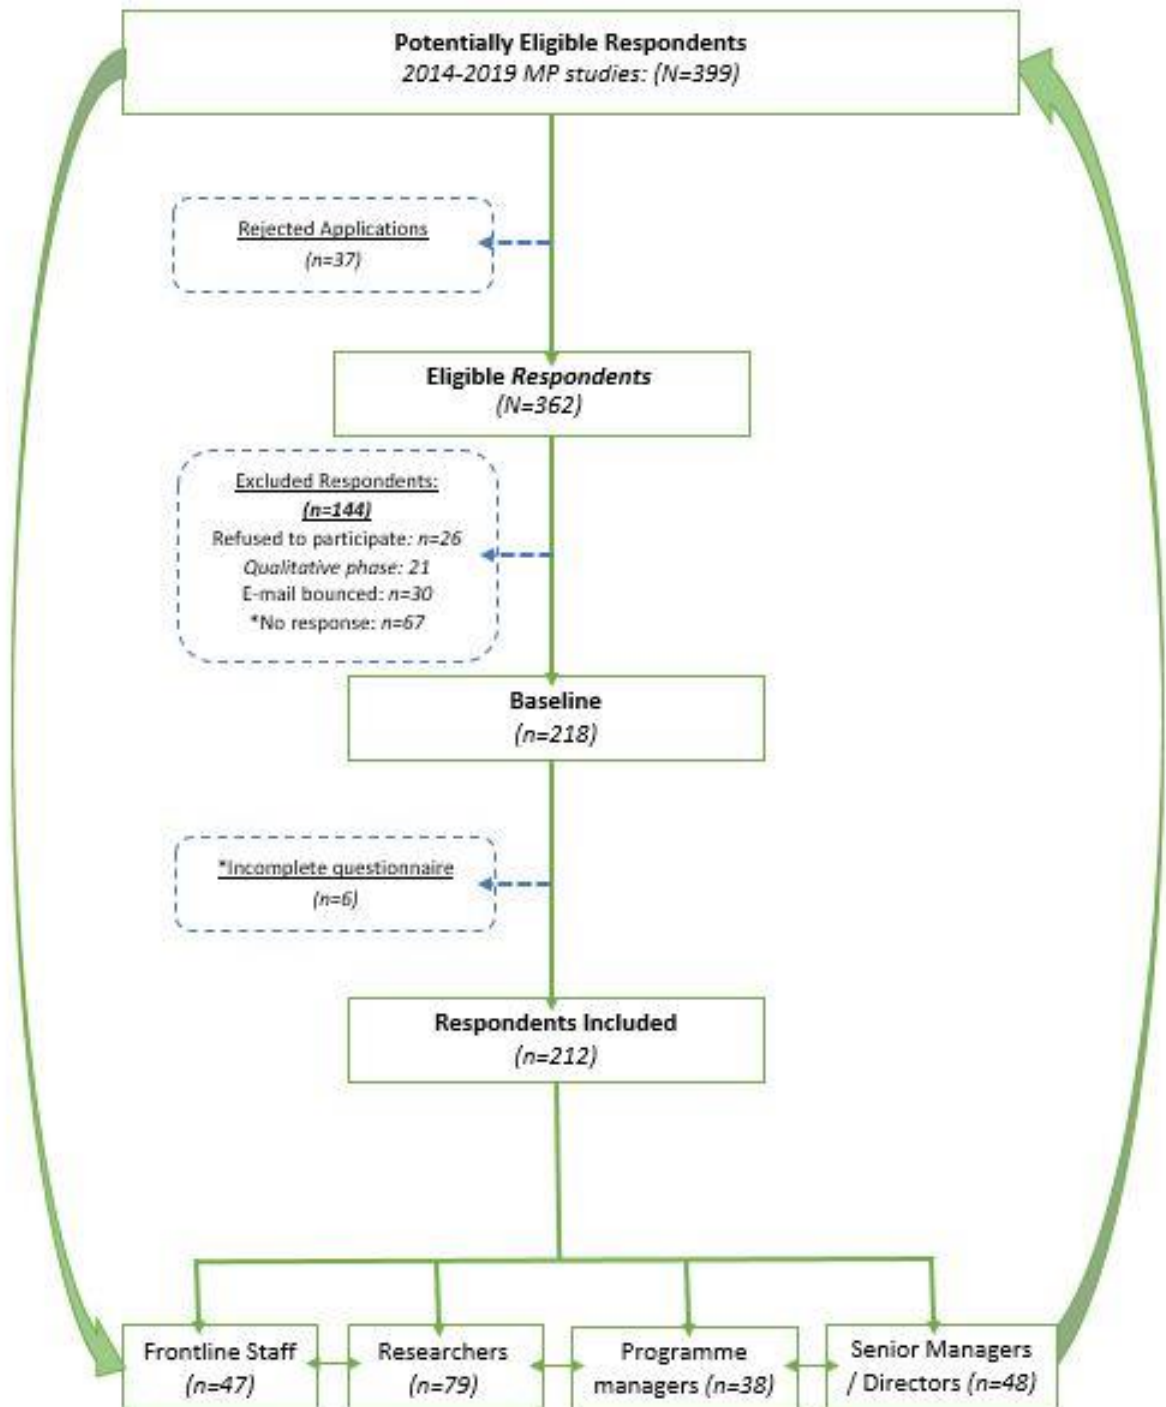 Potentially Eligible Respondents
2014-2019 MP studies: (N=399)
Rejected Applications
(n=37)
Eligible Respondents
(N=362)
Excluded Respondents:
(n=144)
Refused to participate: n=26
Qualitative phase: 21
E-mail bounced: n=30
*No response: n=67
Baseline
(n=218)
*Incomplete questionnaire
(n=6)
Respondents Included
(n=212)
Frontline Staff
(n=47)
Researchers
(n=79)
Programme
managers (n=38)
Senior Managers
/ Directors (n=48)